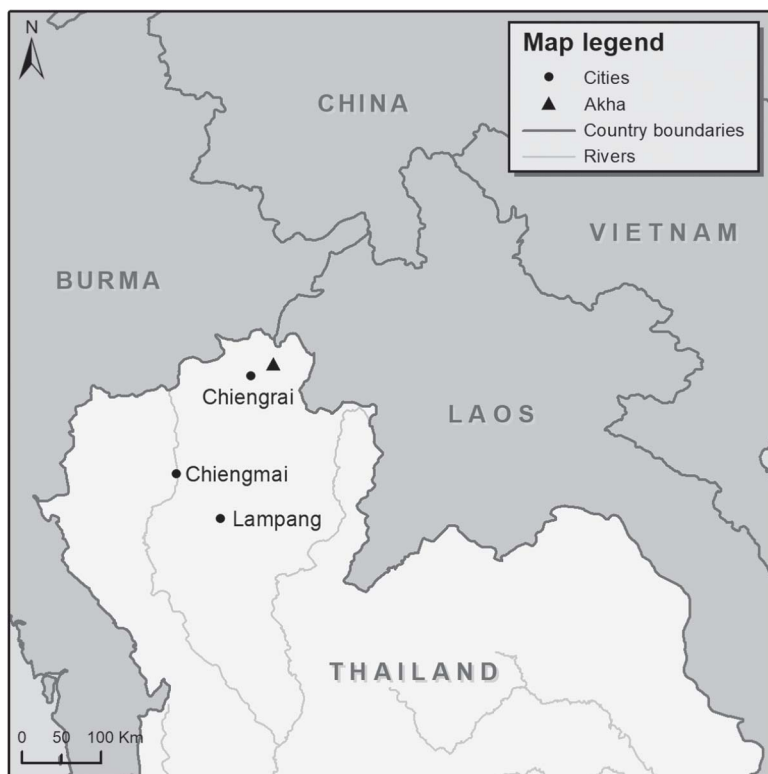 N
Map legend
Cities
Akha
Country boundaries
Rivers
CHINA
VIETNAM
BURMA
Chiengrai
LAOS
Chiengmai
Lampang
THAILAND
0 50 100 Km